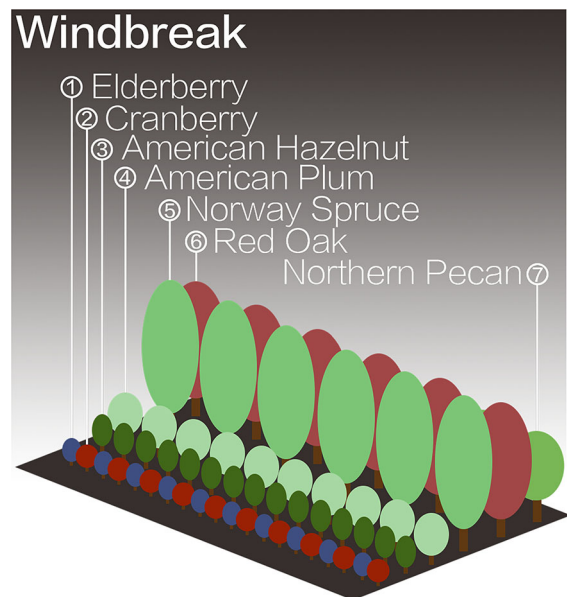 Windbreak
① Elderberry
② Cranberry
③ American Hazelnut
④ American Plum
⑤ Norway Spruce
⑥ Red Oak
Northern Pecan ⑦